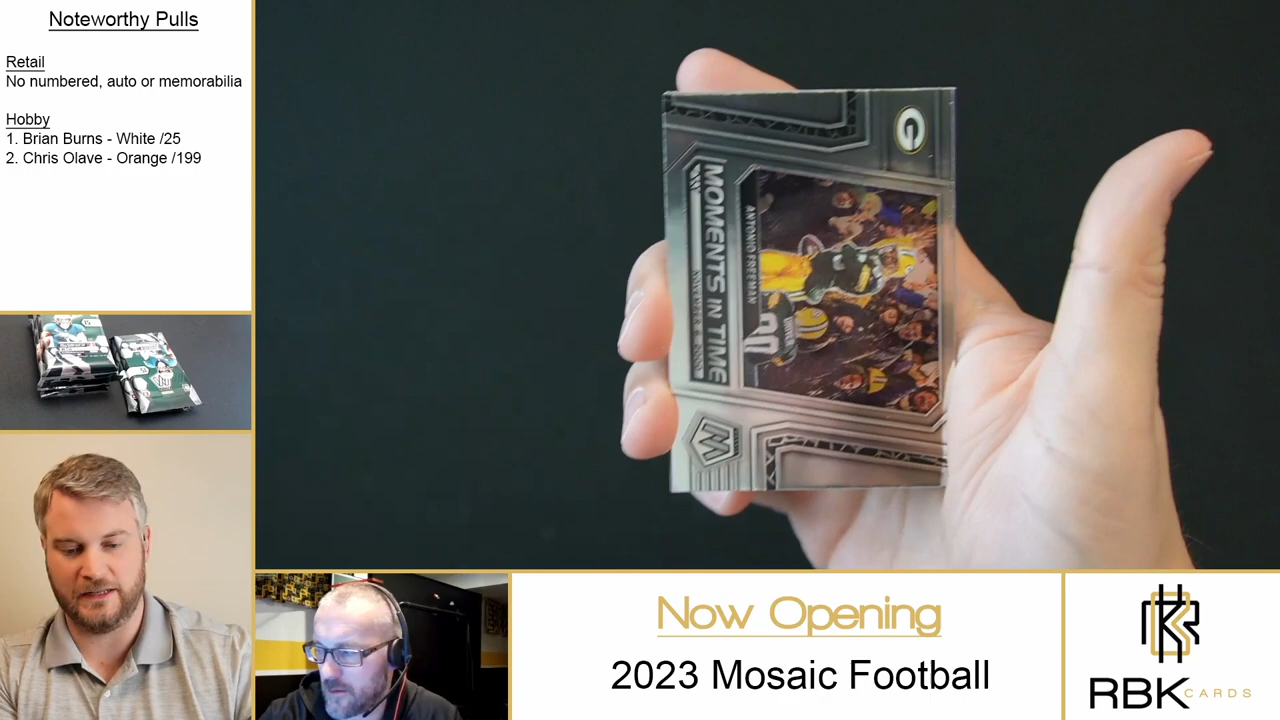 Noteworthy Pulls
Retail
No numbered, auto or memorabilia
Hobby
1. Brian Burns - White /25
2. Chris Olave - Orange /199
G
ANTONIO FREEMAN
MOMENTS IN TIME
M
Now Opening
2023 Mosaic Football
RBK CARDS